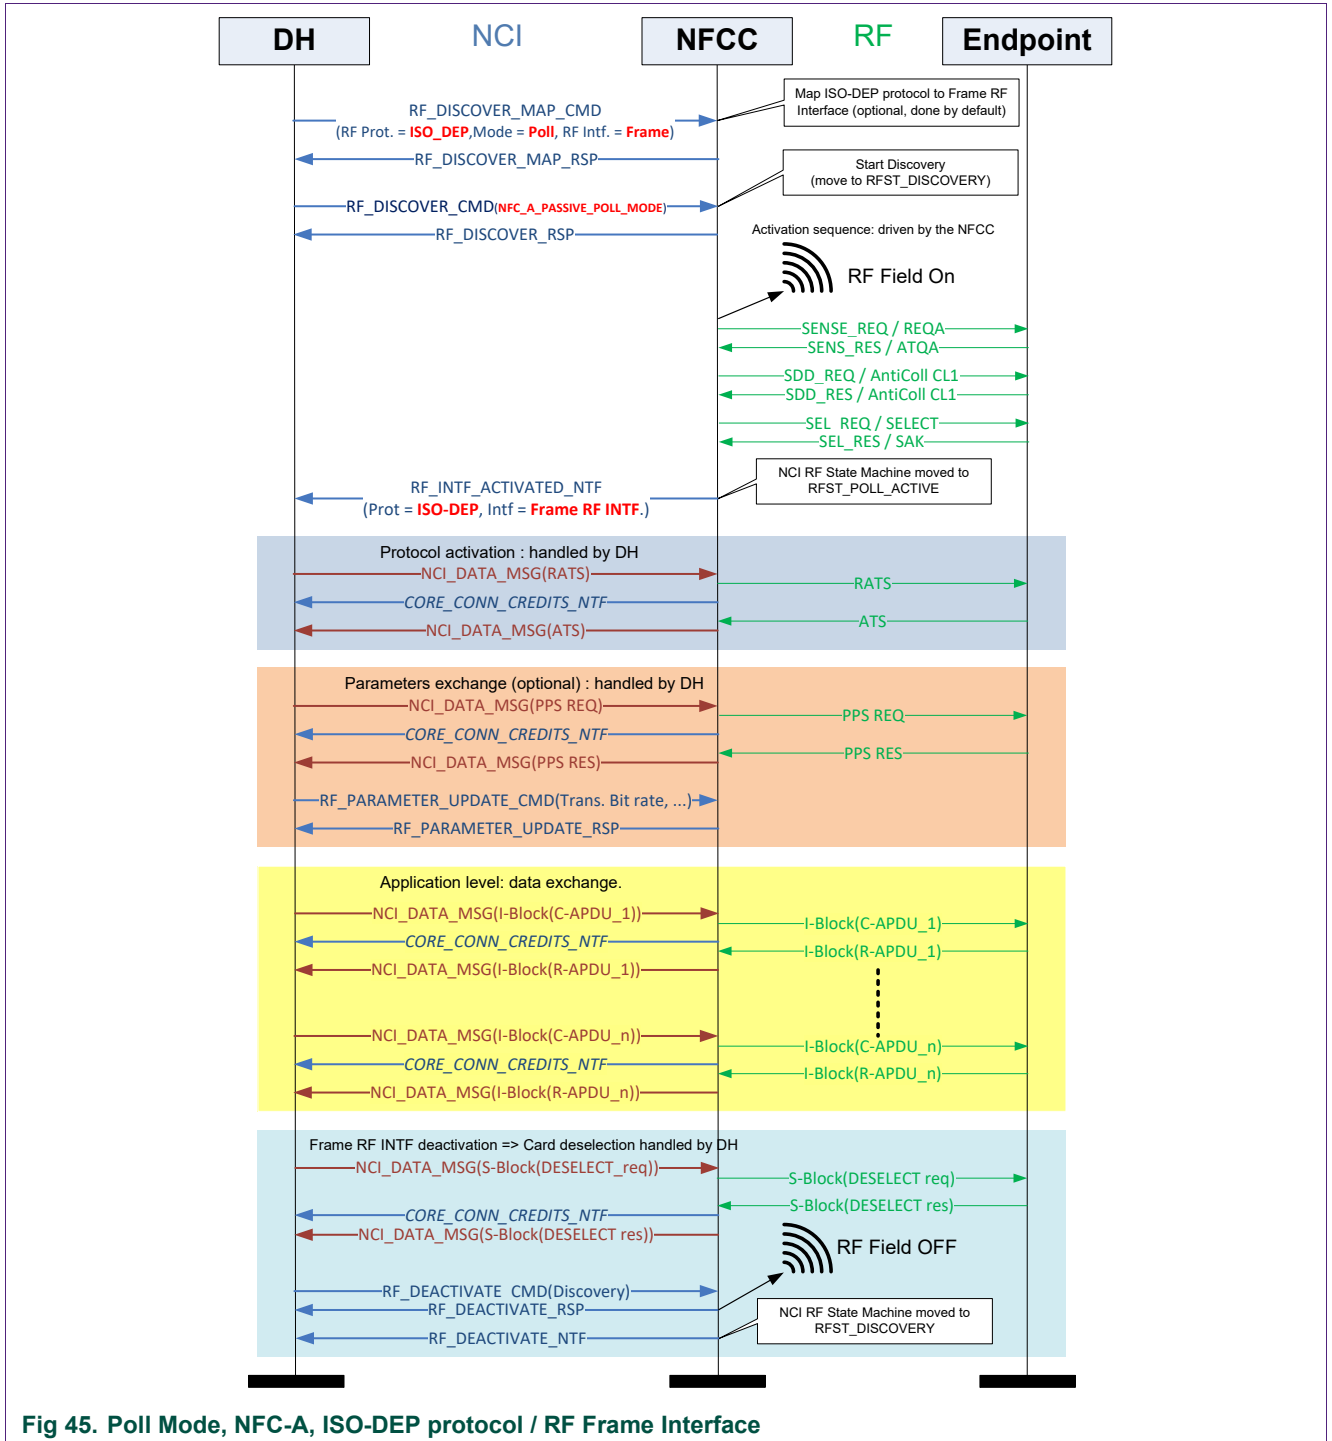 DH NCI NFCC RF Endpoint
Map ISO-DEP protocol to Frame RF
Interface (optional, done by default)
RF_DISCOVER_MAP_CMD
(RF Prot. = ISO_DEP,Mode = Poll, RF Intf. = Frame)
RF_DISCOVER_MAP_RSP
Start Discovery
(move to RFST_DISCOVERY)
RF_DISCOVER_CMD(NFC_A_PASSIVE_POLL_MODE)
RF_DISCOVER_RSP
Activation sequence: driven by the NFCC
RF Field On
SENSE_REQ / REQA
SENS_RES / ATQA
SDD_REQ / AntiColl CL1
SDD_RES / AntiColl CL1
SEL_REQ / SELECT
SEL_RES / SAK
NCI RF State Machine moved to
RFST_POLL_ACTIVE
RF_INTF_ACTIVATED_NTF
(Prot = ISO-DEP, Intf = Frame RF INTF.)
Protocol activation : handled by DH
NCI_DATA_MSG(RATS)
RATS
CORE_CONN_CREDITS_NTF
ATS
NCI_DATA_MSG(ATS)
Parameters exchange (optional) : handled by DH
NCI_DATA_MSG(PPS REQ)
PPS REQ
CORE_CONN_CREDITS_NTF
PPS RES
NCI_DATA_MSG(PPS RES)
RF_PARAMETER_UPDATE_CMD(Trans. Bit rate, ...)
RF_PARAMETER_UPDATE_RSP
Application level: data exchange.
NCI_DATA_MSG(I-Block(C-APDU_1))
I-Block(C-APDU_1)
CORE_CONN_CREDITS_NTF
I-Block(R-APDU_1)
NCI_DATA_MSG(I-Block(R-APDU_1))
NCI_DATA_MSG(I-Block(C-APDU_n))
I-Block(C-APDU_n)
CORE_CONN_CREDITS_NTF
I-Block(R-APDU_n)
NCI_DATA_MSG(I-Block(R-APDU_n))
Frame RF INTF deactivation => Card deselection handled by DH
NCI_DATA_MSG(S-Block(DESELECT_req))
S-Block(DESELECT req)
S-Block(DESELECT res)
CORE_CONN_CREDITS_NTF
NCI_DATA_MSG(S-Block(DESELECT res))
RF Field OFF
RF_DEACTIVATE_CMD(Discovery)
RF_DEACTIVATE_RSP
NCI RF State Machine moved to
RFST_DISCOVERY
RF_DEACTIVATE_NTF
Fig 45. Poll Mode, NFC-A, ISO-DEP protocol / RF Frame Interface